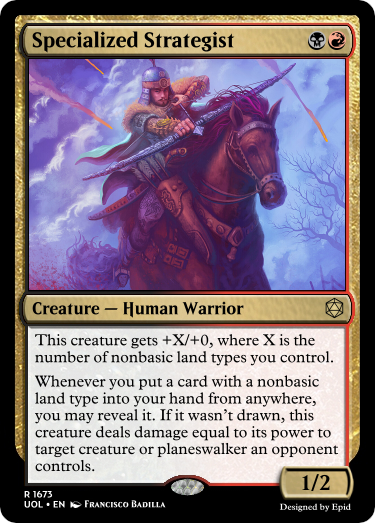 Specialized Strategist
Creature — Human Warrior
This creature gets +X/+0, where X is the
number of nonbasic land types you control.
Whenever you put a card with a nonbasic
land type into your hand from anywhere,
you may reveal it. If it wasn't drawn, this
creature deals damage equal to its power to
target creature or planeswalker an opponent
controls.
1/2
R 1673
UOL • EN Francisco Badilla
Designed by Epid